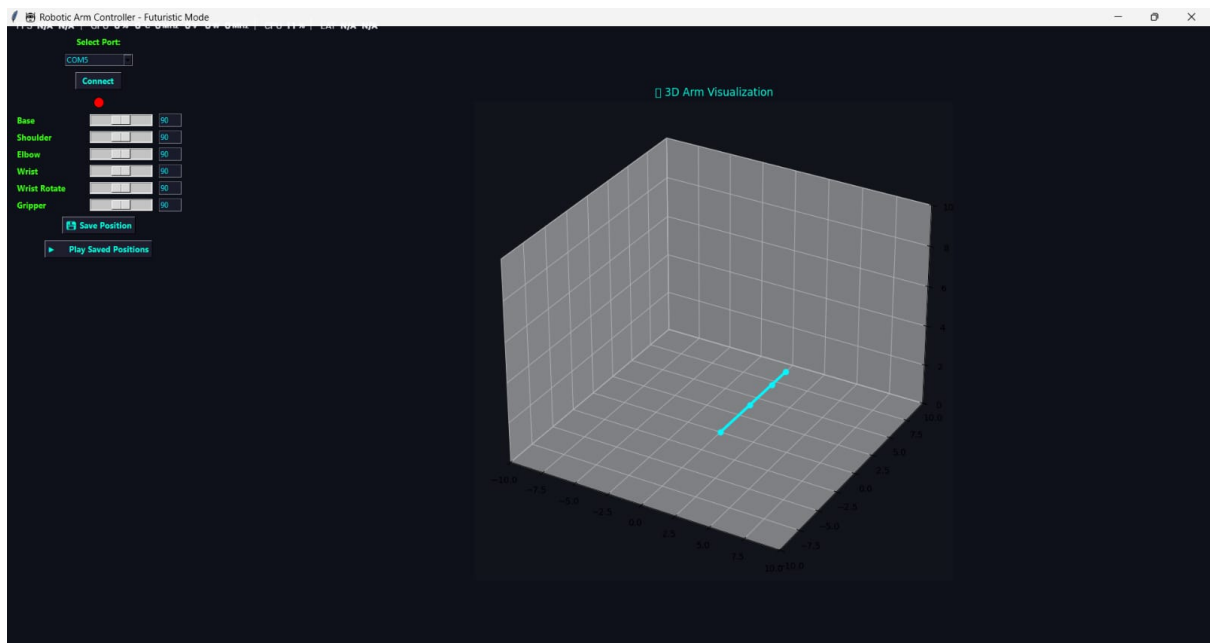 Robotic Arm Controller - Futuristic Mode
Select Port:
COM5
Connect
3D Arm Visualization
Base 90
Shoulder 90
Elbow 90
Wrist 90
Wrist Rotate 90
Gripper 90
Save Position
Play Saved Positions
10
8
6
4
2
0
10.0
7.5
5.0
2.5
0.0
−2.5
−5.0
−7.5
−10.0
−10.0
−7.5
−5.0
−2.5
0.0
2.5
5.0
7.5
10.0